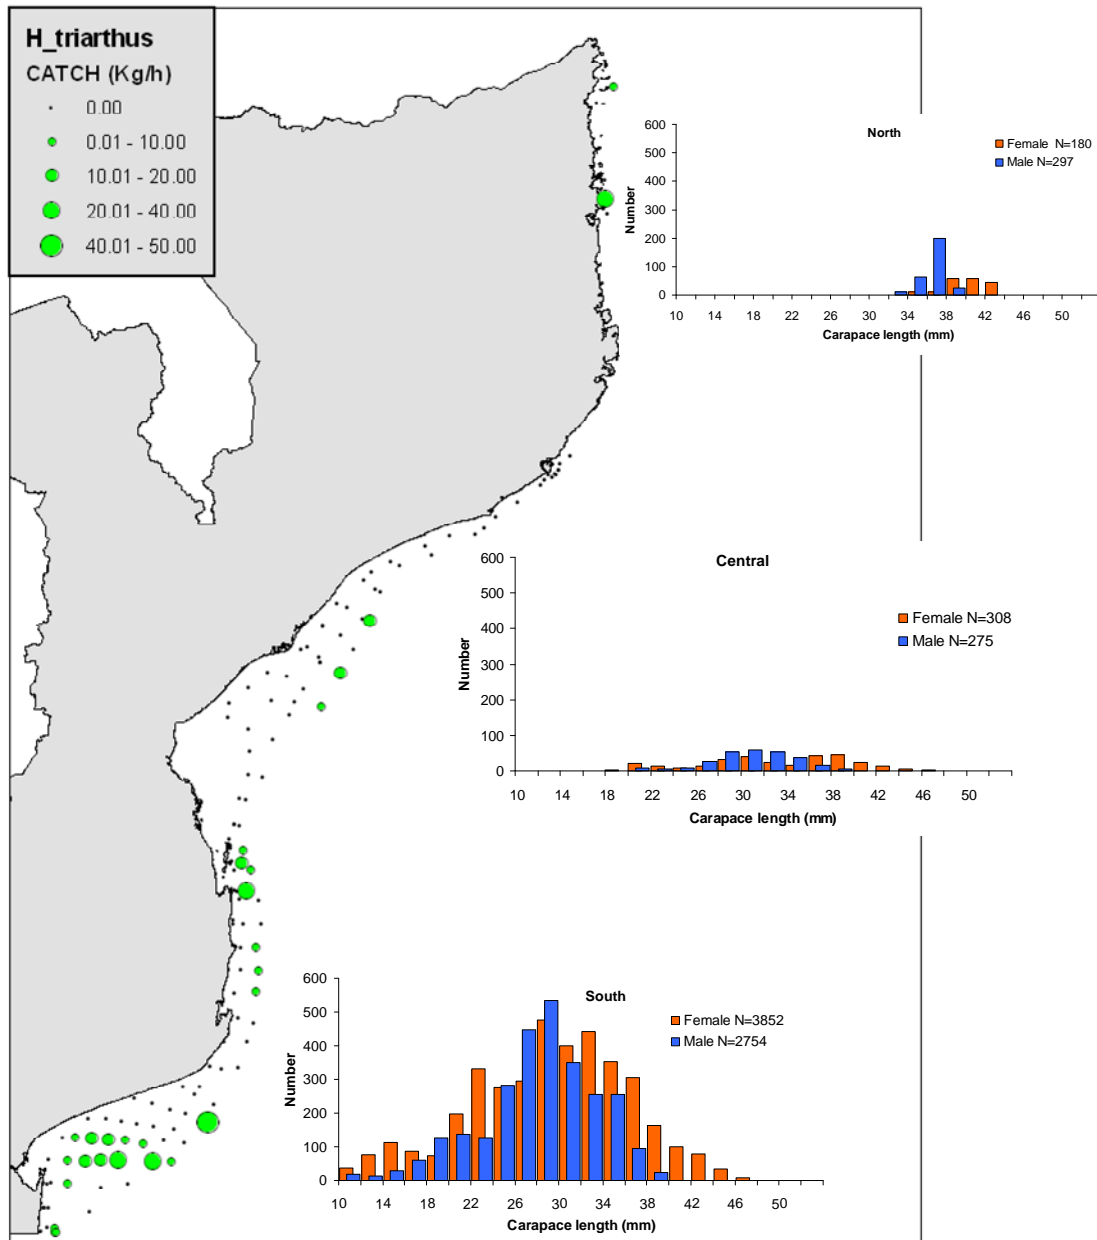 H_triarthus
CATCH (Kg/h)
0.00
0.01 - 10.00
10.01 - 20.00
20.01 - 40.00
40.01 - 50.00
North
Female N=180
Male N=297
600
500
400
300
200
100
0
Number
10 14 18 22 26 30 34 38 42 46 50
Carapace length (mm)
Central
Female N=308
Male N=275
600
500
400
300
200
100
0
Number
10 14 18 22 26 30 34 38 42 46 50
Carapace length (mm)
South
Female N=3852
Male N=2754
600
500
400
300
200
100
0
Number
10 14 18 22 26 30 34 38 42 46 50
Carapace length (mm)